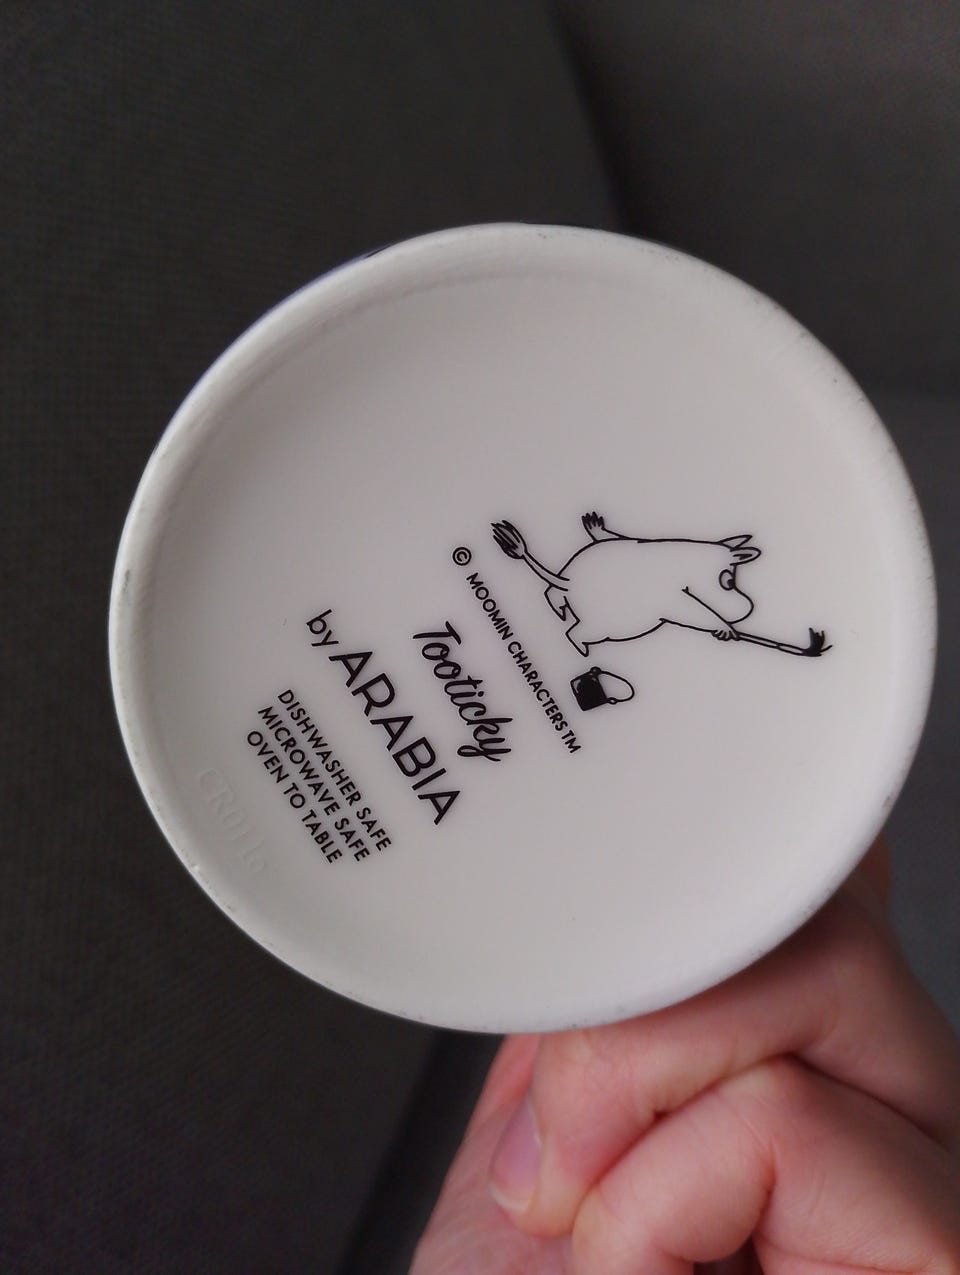 © MOOMIN CHARACTERS TM
Tooticky
by ARABIA
DISHWASHER SAFE
MICROWAVE SAFE
OVEN TO TABLE